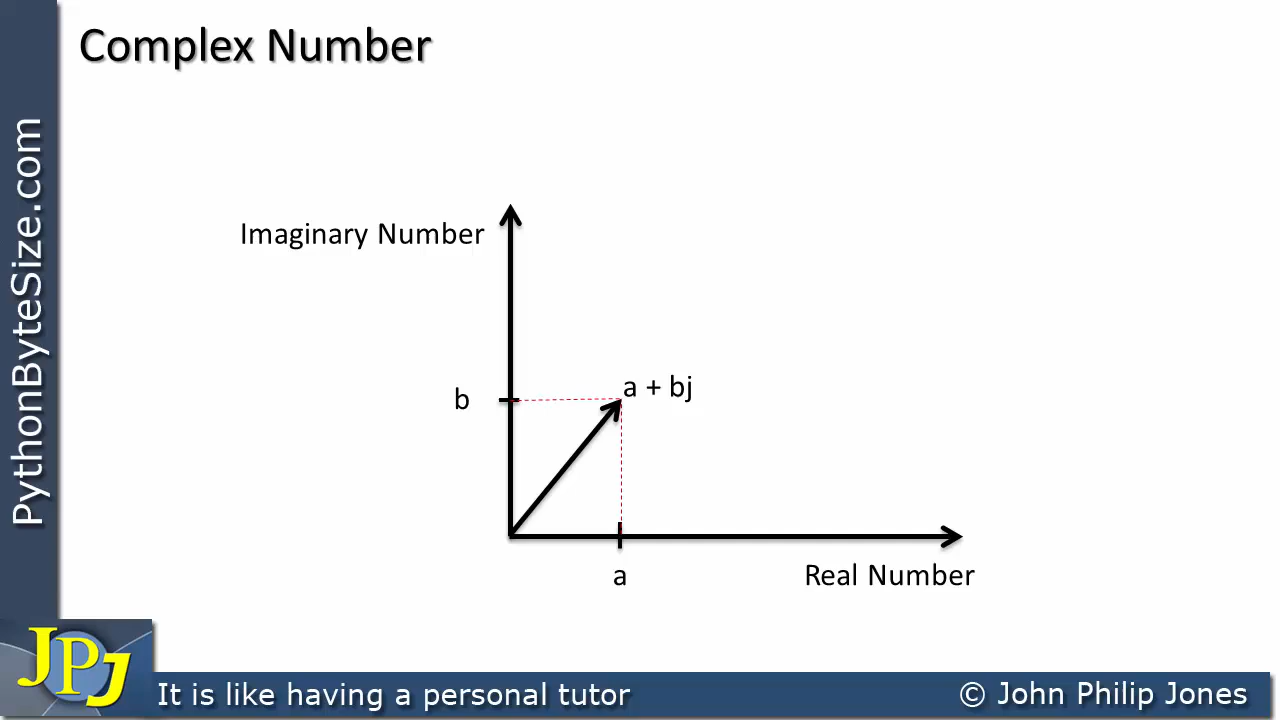 Complex Number
PythonByteSize.com
Imaginary Number
b
a + bj
a
Real Number
JPJ
It is like having a personal tutor
© John Philip Jones